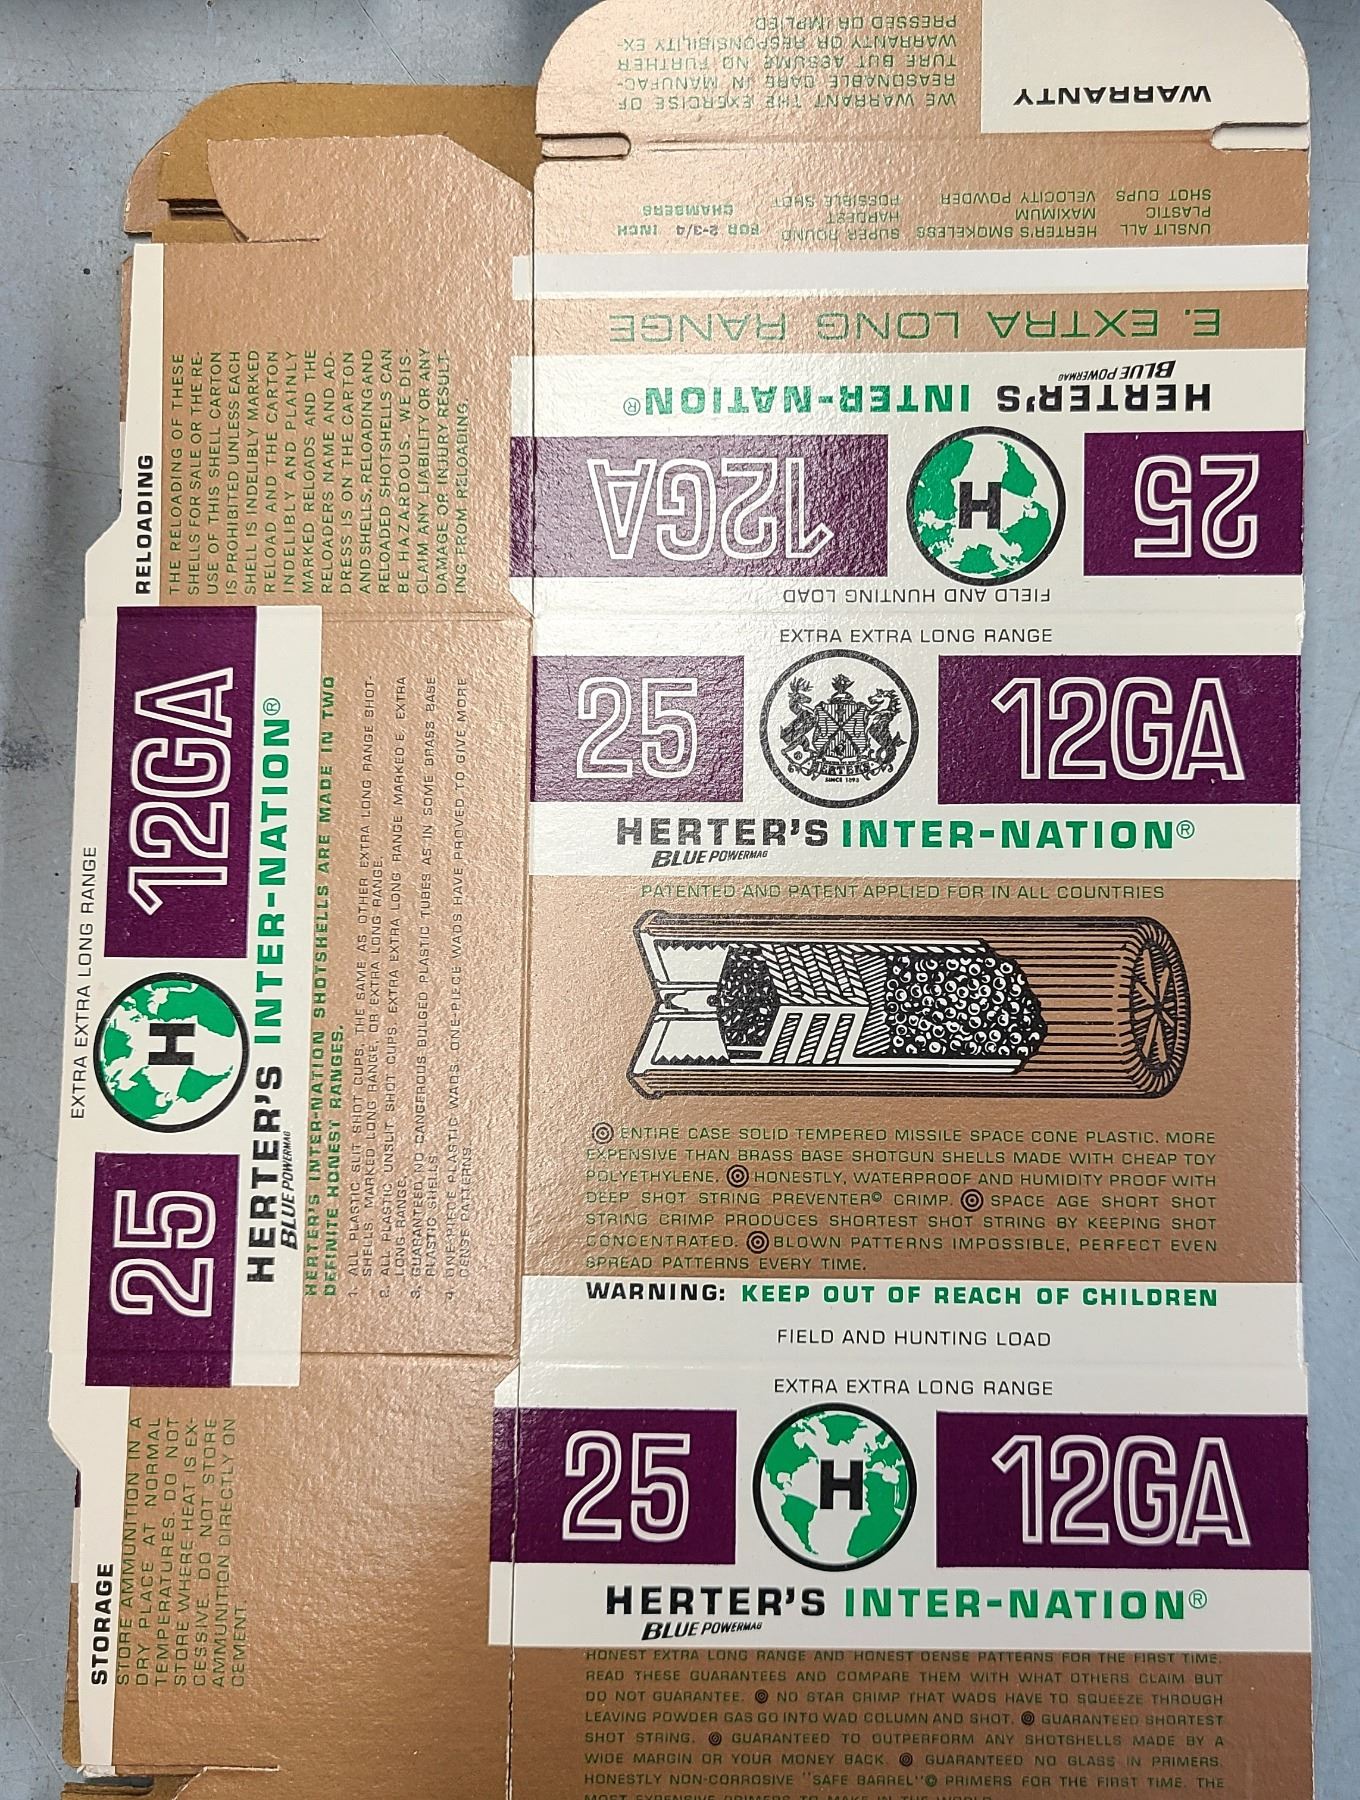 WARRANTY
WE WARRANT THE EXERCISE OF
REASONABLE CARE IN MANUFAC-
TURE BUT ASSUME NO FURTHER
WARRANTY OR RESPONSIBILITY EX-
PRESSED OR IMPLIED.
UNSLIT ALL
PLASTIC
SHOT CUPS
HERTER'S SMOKELESS
MAXIMUM
VELOCITY POWDER
SUPER ROUND
HARDEST
POSSIBLE SHOT
FOR 2-3/4 INCH
CHAMBERS
E. EXTRA LONG RANGE
HERTER'S INTER-NATION®
BLUE POWERMAG
25 H 12GA
FIELD AND HUNTING LOAD
EXTRA EXTRA LONG RANGE
25 12GA
HERTER'S
SINCE 1893
HERTER'S INTER-NATION®
BLUE POWERMAG
PATENTED AND PATENT APPLIED FOR IN ALL COUNTRIES
ENTIRE CASE SOLID TEMPERED MISSILE SPACE CONE PLASTIC. MORE
EXPENSIVE THAN BRASS BASE SHOTGUN SHELLS MADE WITH CHEAP TOY
POLYETHYLENE. HONESTLY, WATERPROOF AND HUMIDITY PROOF WITH
DEEP SHOT STRING PREVENTER© CRIMP. SPACE AGE SHORT SHOT
STRING CRIMP PRODUCES SHORTEST SHOT STRING BY KEEPING SHOT
CONCENTRATED. BLOWN PATTERNS IMPOSSIBLE, PERFECT EVEN
SPREAD PATTERNS EVERY TIME.
WARNING: KEEP OUT OF REACH OF CHILDREN
FIELD AND HUNTING LOAD
EXTRA EXTRA LONG RANGE
25 H 12GA
HERTER'S INTER-NATION®
BLUE POWERMAG
HONEST EXTRA LONG RANGE AND HONEST DENSE PATTERNS FOR THE FIRST TIME.
READ THESE GUARANTEES AND COMPARE THEM WITH WHAT OTHERS CLAIM BUT
DO NOT GUARANTEE. NO STAR CRIMP THAT WADS HAVE TO SQUEEZE THROUGH
LEAVING POWDER GAS GO INTO WAD COLUMN AND SHOT. GUARANTEED SHORTEST
SHOT STRING. GUARANTEED TO OUTPERFORM ANY SHOTSHELLS MADE BY A
WIDE MARGIN OR YOUR MONEY BACK. GUARANTEED NO GLASS IN PRIMERS.
HONESTLY NON-CORROSIVE "SAFE BARREL"© PRIMERS FOR THE FIRST TIME. THE
MOST EXPENSIVE PRIMERS TO MAKE IN THE WORLD.
RELOADING
THE RELOADING OF THESE
SHELLS FOR SALE OR THE RE-
USE OF THIS SHELL CARTON
IS PROHIBITED UNLESS EACH
SHELL IS INDELIBLY MARKED
RELOAD AND THE CARTON
INDELIBLY AND PLAINLY
MARKED RELOADS AND THE
RELOADERS NAME AND AD-
DRESS IS ON THE CARTON
AND SHELLS. RELOADING AND
RELOADED SHOTSHELLS CAN
BE HAZARDOUS. WE DIS-
CLAIM ANY LIABILITY OR ANY
DAMAGE OR INJURY RESULT-
ING FROM RELOADING.
EXTRA EXTRA LONG RANGE
25 H 12GA
HERTER'S INTER-NATION®
BLUE POWERMAG
HERTER'S INTER-NATION SHOTSHELLS ARE MADE IN TWO
DEFINITE HONEST RANGES.
1. ALL PLASTIC SLIT SHOT CUPS, THE SAME AS OTHER EXTRA LONG RANGE SHOT-
SHELLS. MARKED LONG RANGE, OR EXTRA LONG RANGE.
2. ALL PLASTIC UNSLIT SHOT CUPS. EXTRA EXTRA LONG RANGE MARKED E. EXTRA
LONG RANGE.
3. GUARANTEED, NO DANGEROUS BULGED PLASTIC TUBES AS IN SOME BRASS BASE
PLASTIC SHELLS.
4. ONE-PIECE PLASTIC WADS. ONE-PIECE WADS HAVE PROVED TO GIVE MORE
DENSE PATTERNS.
STORAGE
STORE AMMUNITION IN A
DRY PLACE AT NORMAL
TEMPERATURES. DO NOT
STORE WHERE HEAT IS EX-
CESSIVE. DO NOT STORE
AMMUNITION DIRECTLY ON
CEMENT.